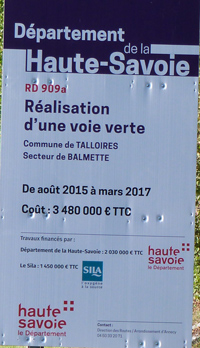 Département
de la
Haute-Savoie
RD 909a
Réalisation
d'une voie verte
Commune de TALLOIRES
Secteur de BALMETTE
De août 2015 à mars 2017
Coût : 3 480 000 € TTC
Travaux financés par :
Département de la Haute-Savoie : 2 030 000 € TTC
Le Sila : 1 450 000 € TTC
SILA
haute
savoie
le Département
haute
savoie
le Département
Contact :